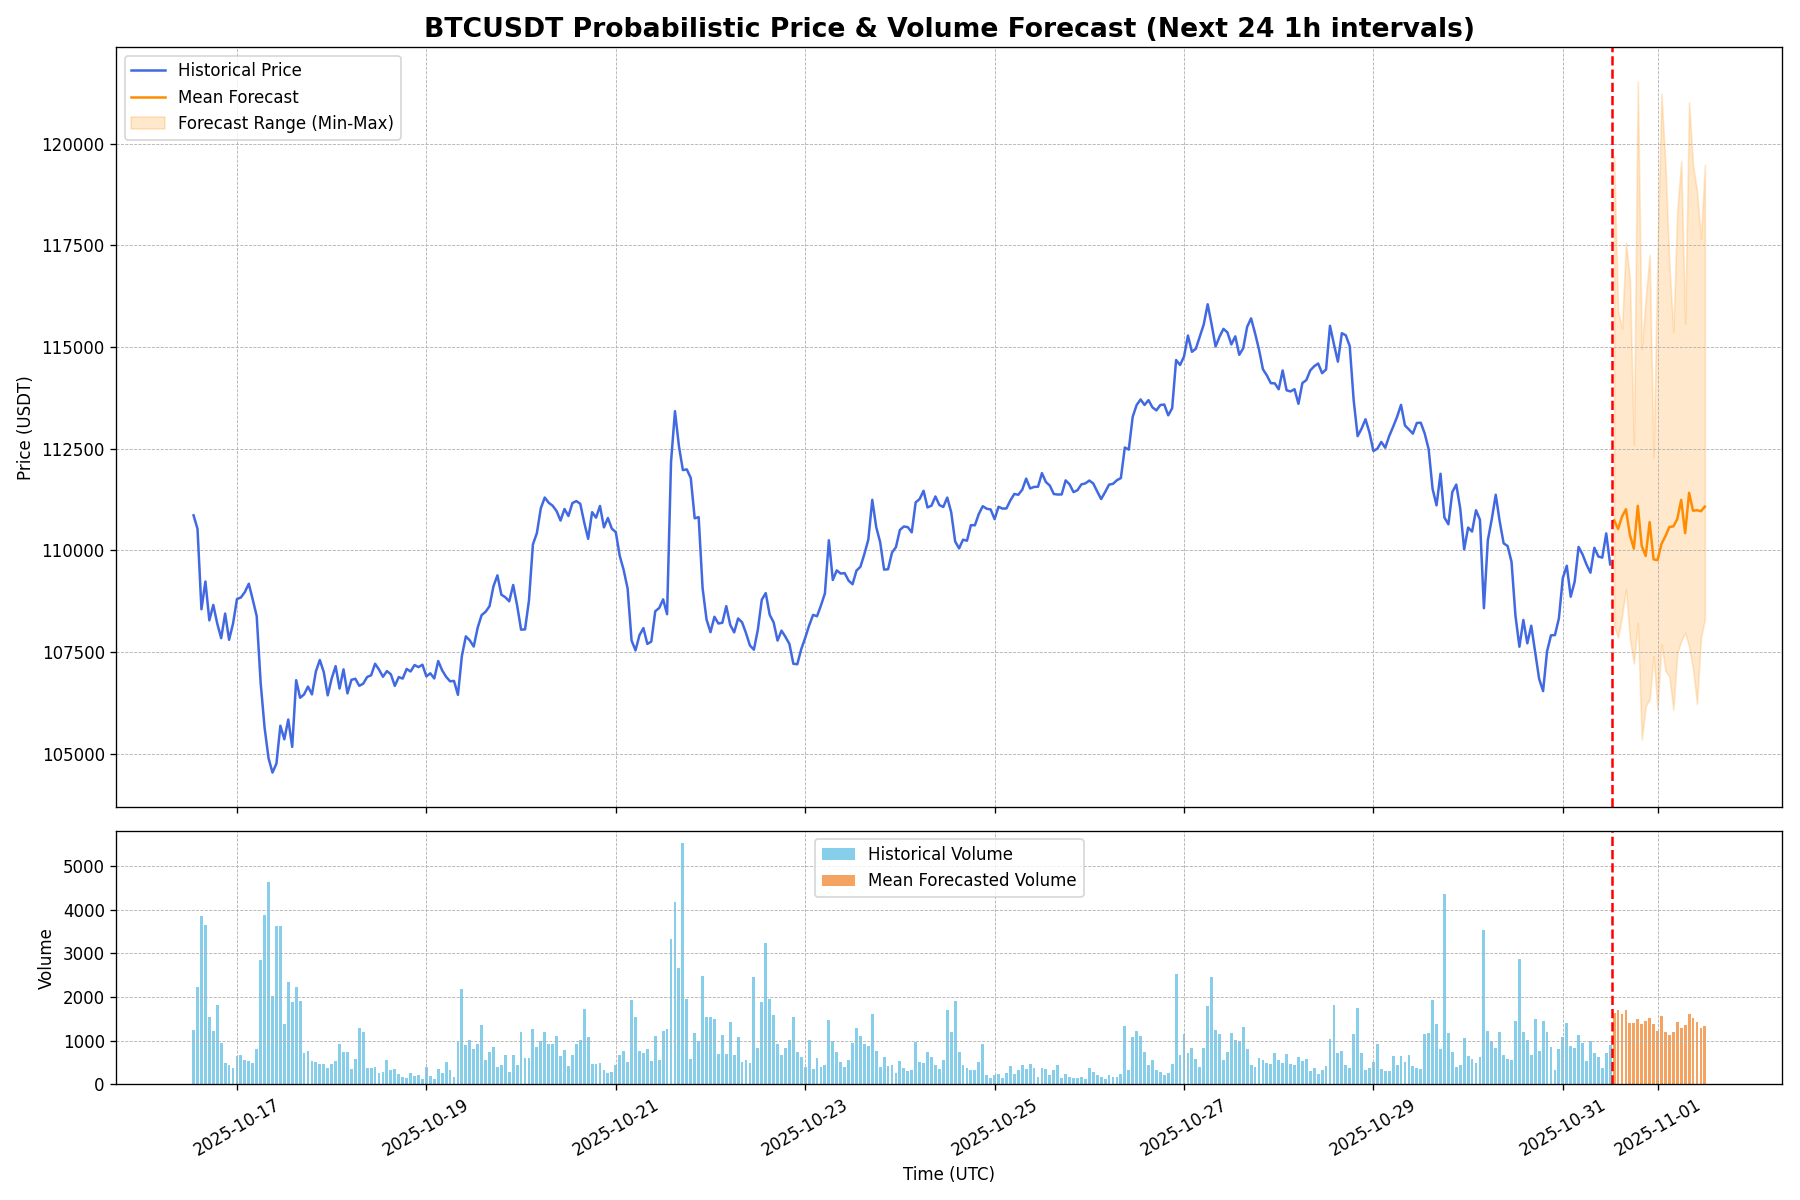 BTCUSDT Probabilistic Price & Volume Forecast (Next 24 1h intervals)
Historical Price
Mean Forecast
Forecast Range (Min-Max)
Price (USDT)
120000
117500
115000
112500
110000
107500
105000
Historical Volume
Mean Forecasted Volume
Volume
5000
4000
3000
2000
1000
0
2025-10-17
2025-10-19
2025-10-21
2025-10-23
2025-10-25
2025-10-27
2025-10-29
2025-10-31
2025-11-01
Time (UTC)